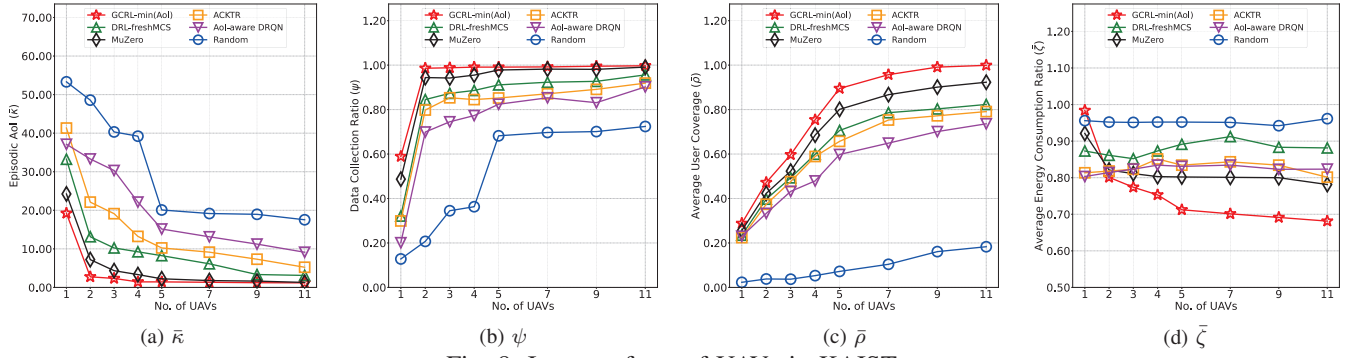 GCRL-min(AoI)
DRL-freshMCS
MuZero
ACKTR
AoI-aware DRQN
Random
Episodic AoI (κ̄)
70.00
60.00
50.00
40.00
30.00
20.00
10.00
0.00
1 2 3 4 5 7 9 11
No. of UAVs
(a) κ̄
GCRL-min(AoI)
DRL-freshMCS
MuZero
ACKTR
AoI-aware DRQN
Random
Data Collection Ratio (ψ)
1.20
1.00
0.80
0.60
0.40
0.20
0.00
1 2 3 4 5 7 9 11
No. of UAVs
(b) ψ
GCRL-min(AoI)
DRL-freshMCS
MuZero
ACKTR
AoI-aware DRQN
Random
Average User Coverage (ρ̄)
1.20
1.00
0.80
0.60
0.40
0.20
0.00
1 2 3 4 5 7 9 11
No. of UAVs
(c) ρ̄
GCRL-min(AoI)
DRL-freshMCS
MuZero
ACKTR
AoI-aware DRQN
Random
Average Energy Consumption Ratio (ζ̄)
1.20
1.10
1.00
0.90
0.80
0.70
0.60
0.50
1 2 3 4 5 7 9 11
No. of UAVs
(d) ζ̄